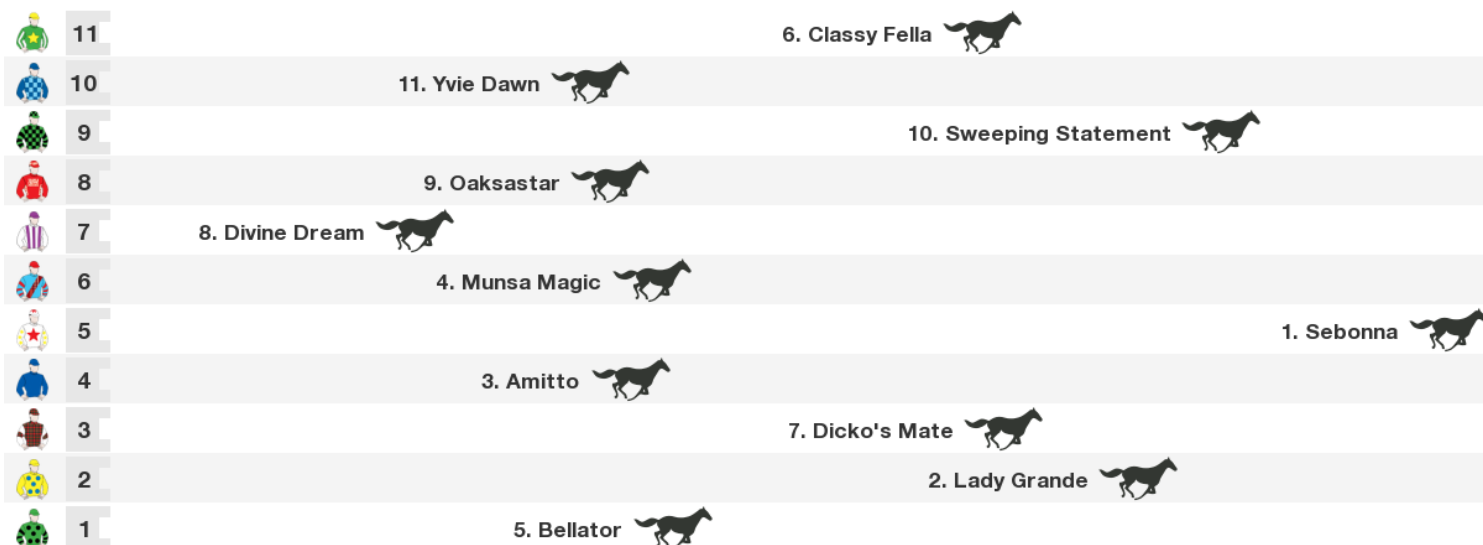 11 6. Classy Fella
10 11. Yvie Dawn
9 10. Sweeping Statement
8 9. Oaksastar
7 8. Divine Dream
6 4. Munsa Magic
5 1. Sebonna
4 3. Amitto
3 7. Dicko's Mate
2 2. Lady Grande
1 5. Bellator